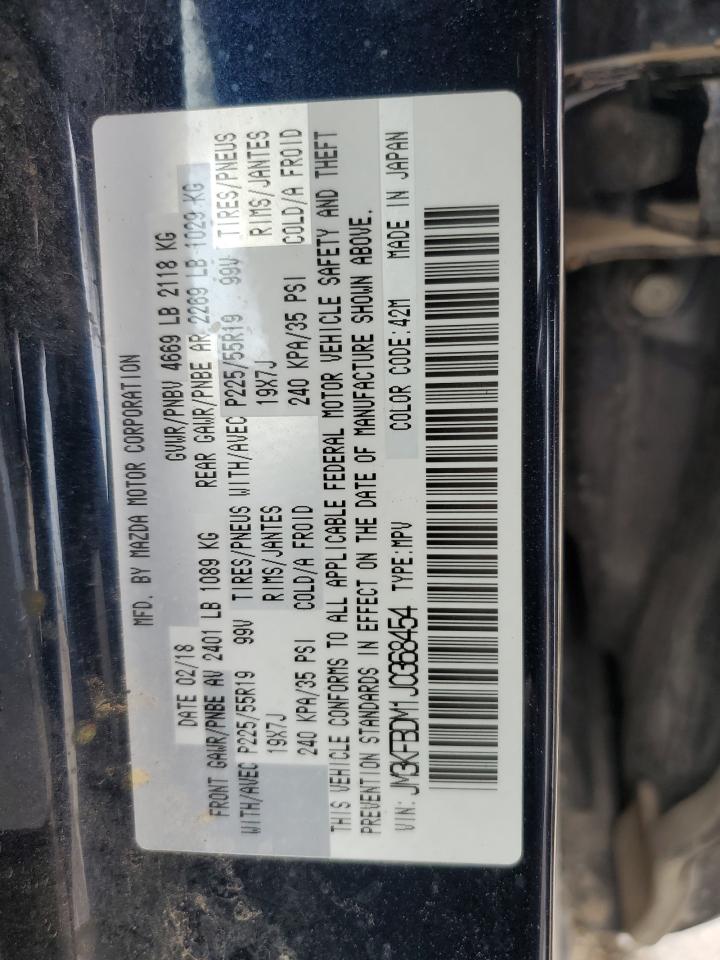 MFD. BY MAZDA MOTOR CORPORATION
DATE 02/18 GVWR/PNBV 4669 LB 2118 KG
FRONT GAWR/PNBE AV 2401 LB 1089 KG REAR GAWR/PNBE AR 2269 LB 1029 KG
WITH/AVEC P225/55R19 99V TIRES/PNEUS WITH/AVEC P225/55R19 99V TIRES/PNEUS
19X7J RIMS/JANTES 19X7J RIMS/JANTES
240 KPA/35 PSI COLD/A FROID 240 KPA/35 PSI COLD/A FROID
THIS VEHICLE CONFORMS TO ALL APPLICABLE FEDERAL MOTOR VEHICLE SAFETY AND THEFT
PREVENTION STANDARDS IN EFFECT ON THE DATE OF MANUFACTURE SHOWN ABOVE.
VIN: JM3KFBDM1J0368454 TYPE:MPV COLOR CODE:42M MADE IN JAPAN